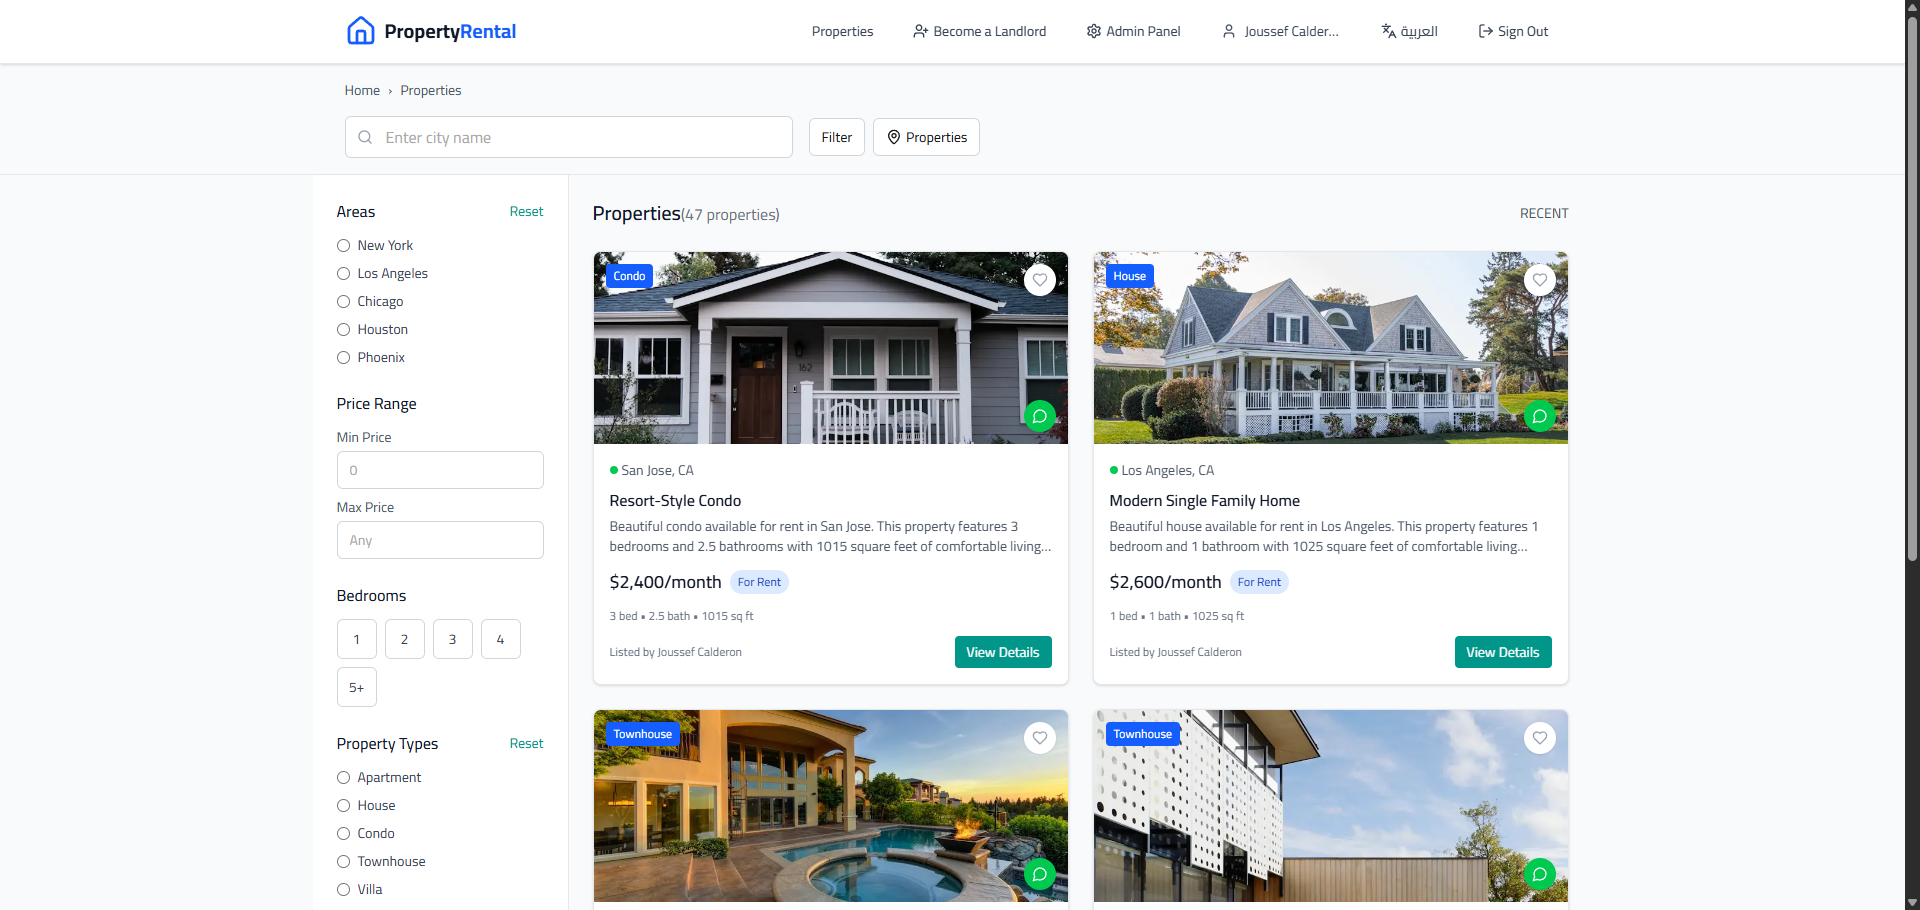 PropertyRental
Properties
Become a Landlord
Admin Panel
Joussef Calder...
العربية
Sign Out
Home › Properties
Enter city name
Filter
Properties
Areas
Reset
New York
Los Angeles
Chicago
Houston
Phoenix
Price Range
Min Price
0
Max Price
Any
Bedrooms
1
2
3
4
5+
Property Types
Reset
Apartment
House
Condo
Townhouse
Villa
Properties(47 properties)
RECENT
Condo
162
San Jose, CA
Resort-Style Condo
Beautiful condo available for rent in San Jose. This property features 3
bedrooms and 2.5 bathrooms with 1015 square feet of comfortable living...
$2,400/month
For Rent
3 bed • 2.5 bath • 1015 sq ft
Listed by Joussef Calderon
View Details
House
Los Angeles, CA
Modern Single Family Home
Beautiful house available for rent in Los Angeles. This property features 1
bedroom and 1 bathroom with 1025 square feet of comfortable living...
$2,600/month
For Rent
1 bed • 1 bath • 1025 sq ft
Listed by Joussef Calderon
View Details
Townhouse
Townhouse